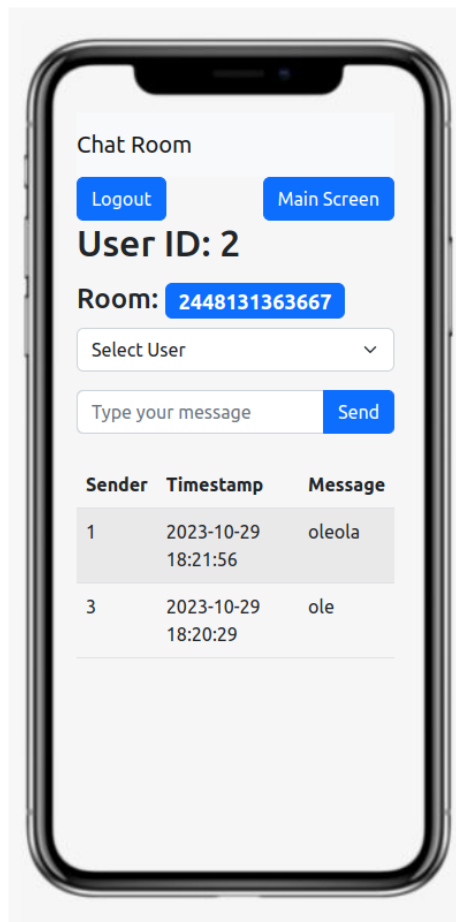 Chat Room
Logout Main Screen
User ID: 2
Room: 2448131363667
Select User
Type your message Send
Sender Timestamp Message
1 2023-10-29 oleola
18:21:56
3 2023-10-29 ole
18:20:29